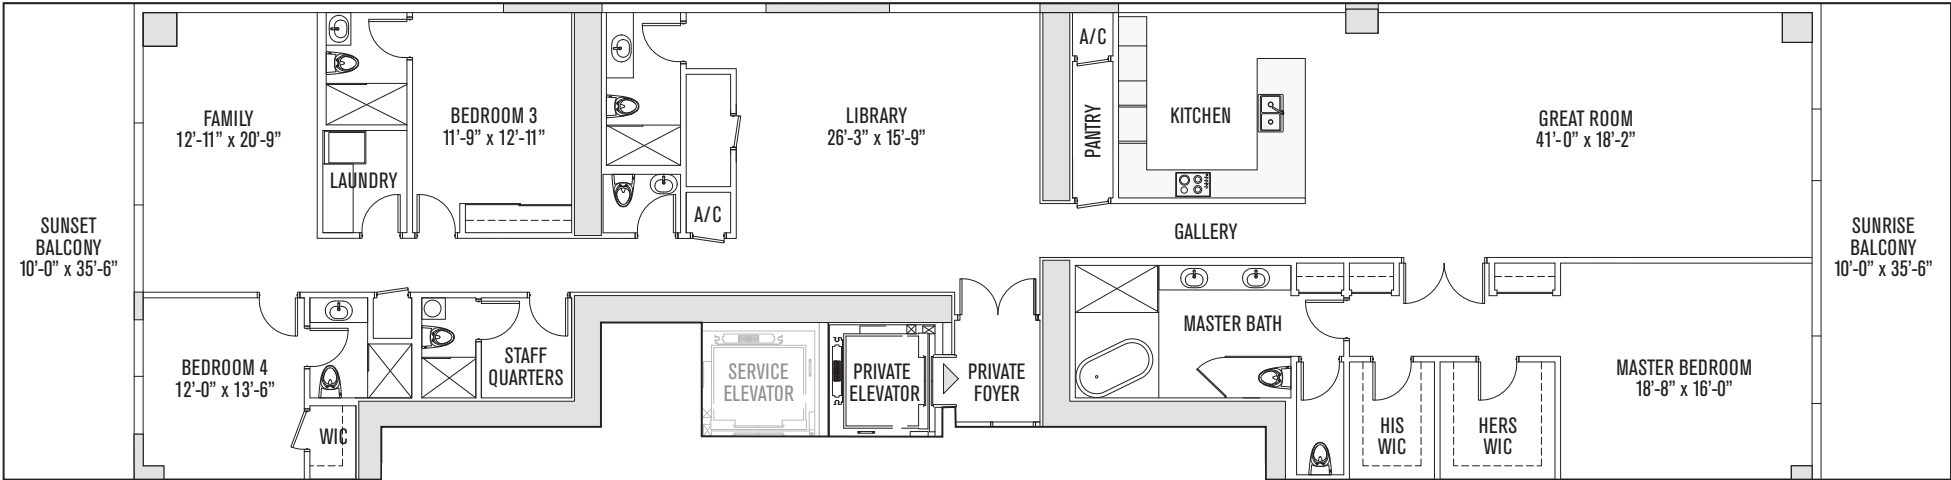 SUNSET
BALCONY
10'-0" x 35'-6"
FAMILY
12'-11" x 20'-9"
LAUNDRY
BEDROOM 3
11'-9" x 12'-11"
A/C
LIBRARY
26'-3" x 15'-9"
A/C
PANTRY
KITCHEN
GALLERY
GREAT ROOM
41'-0" x 18'-2"
SUNRISE
BALCONY
10'-0" x 35'-6"
BEDROOM 4
12'-0" x 13'-6"
WIC
STAFF
QUARTERS
SERVICE
ELEVATOR
PRIVATE
ELEVATOR
PRIVATE
FOYER
MASTER BATH
HIS
WIC
HERS
WIC
MASTER BEDROOM
18'-8" x 16'-0"